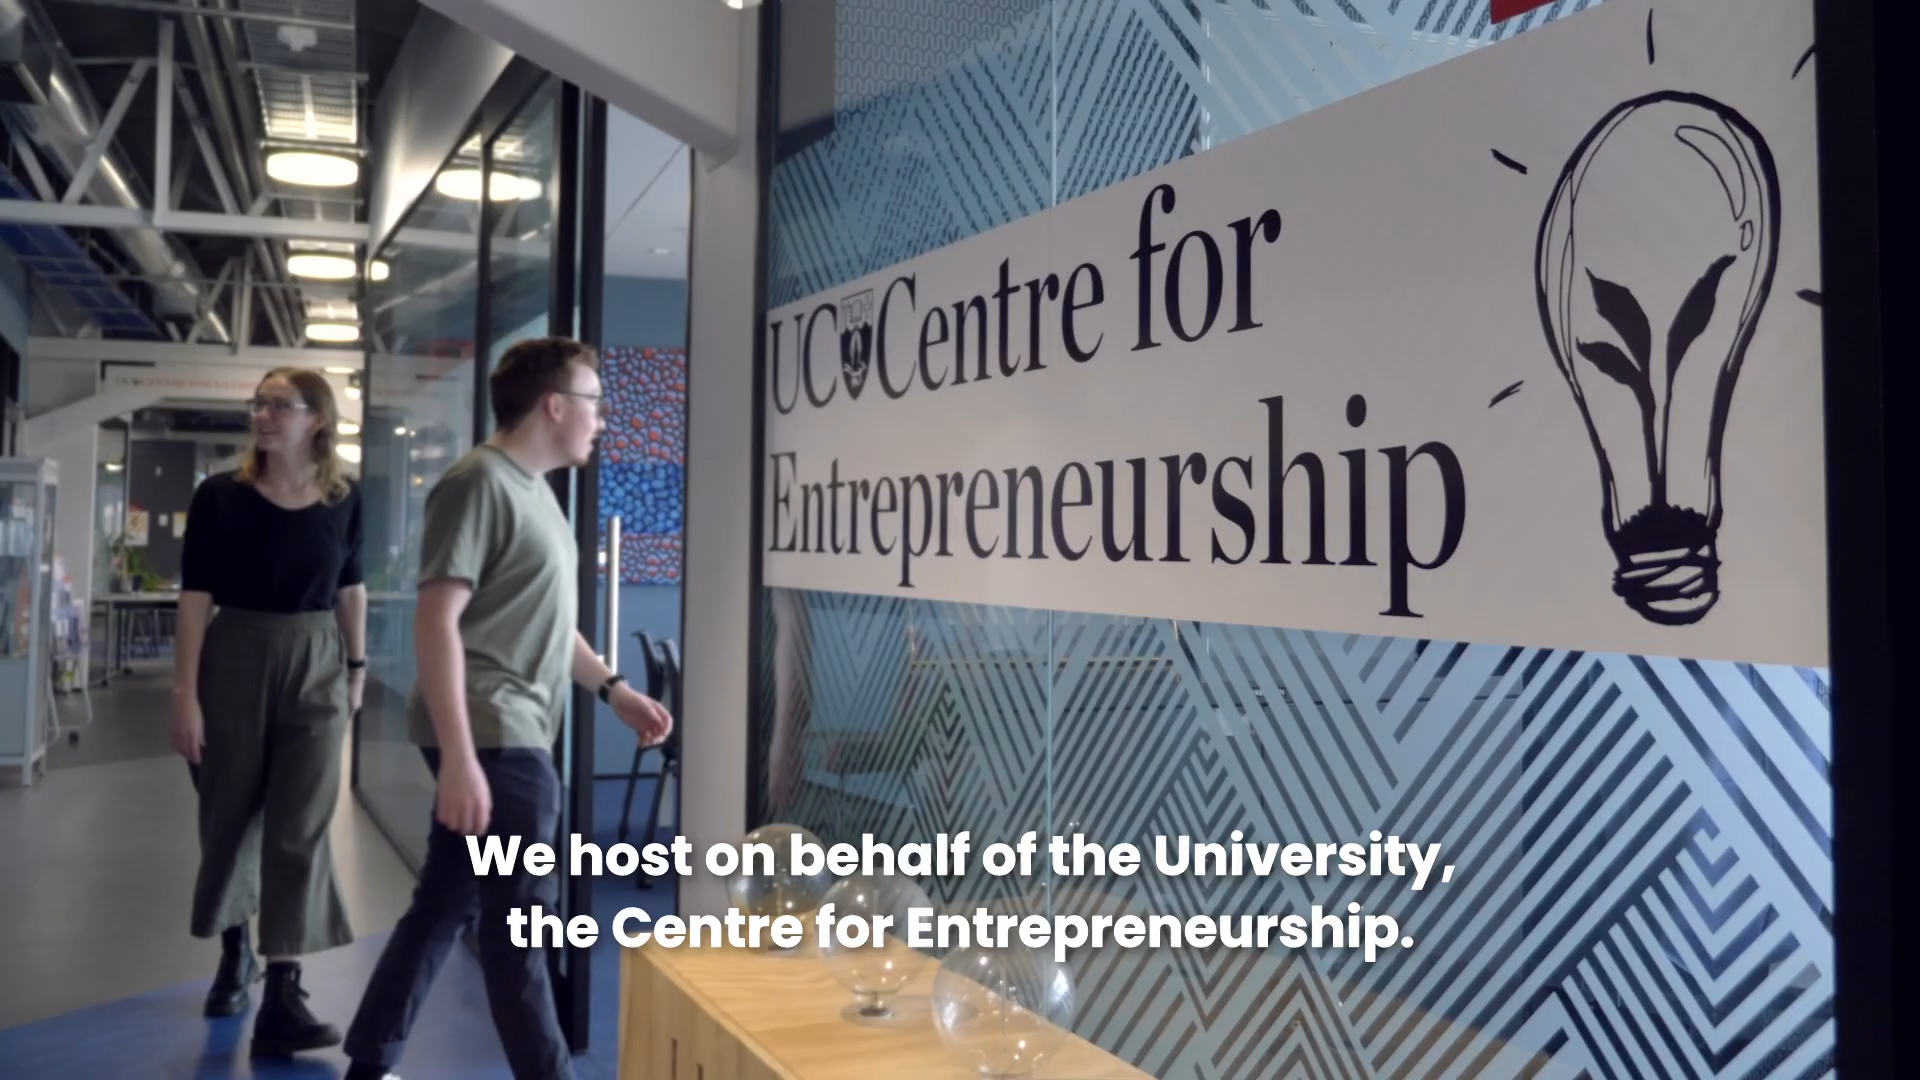 UC Centre for
Entrepreneurship
We host on behalf of the University,
the Centre for Entrepreneurship.